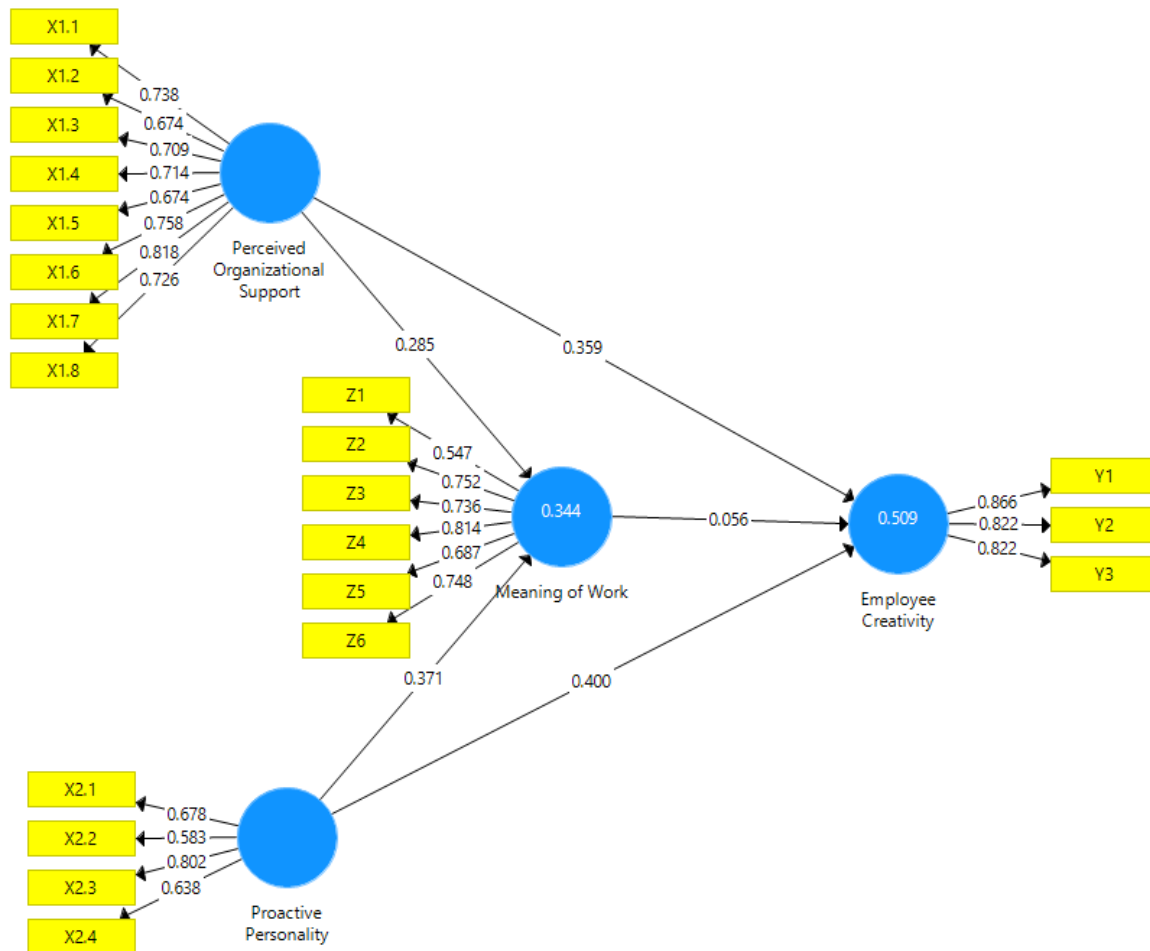 X1.1
X1.2
X1.3
X1.4
X1.5
X1.6
X1.7
X1.8
0.738
0.674
0.709
0.714
0.674
0.758
0.818
0.726
Perceived
Organizational
Support
0.285
0.359
Z1
Z2
Z3
Z4
Z5
Z6
0.547
0.752
0.736
0.814
0.687
0.748
0.344
Meaning of Work
0.056
0.509
Employee
Creativity
0.866
0.822
0.822
Y1
Y2
Y3
0.371
0.400
X2.1
X2.2
X2.3
X2.4
0.678
0.583
0.802
0.638
Proactive
Personality